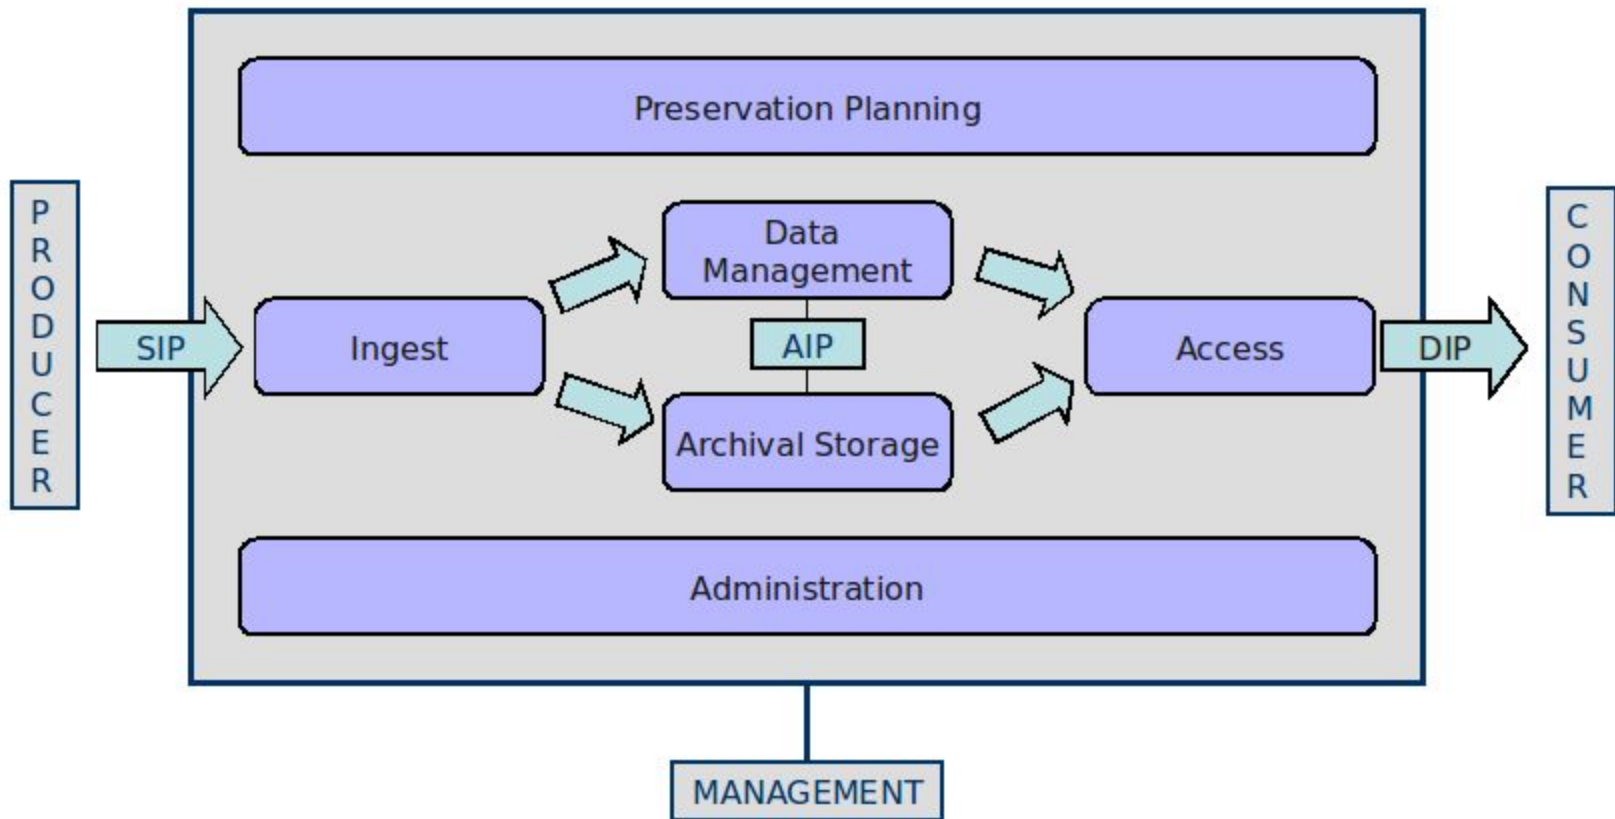 Preservation Planning
PRODUCER
CONSUMER
Data
Management
SIP
Ingest
AIP
Access
DIP
Archival Storage
Administration
MANAGEMENT